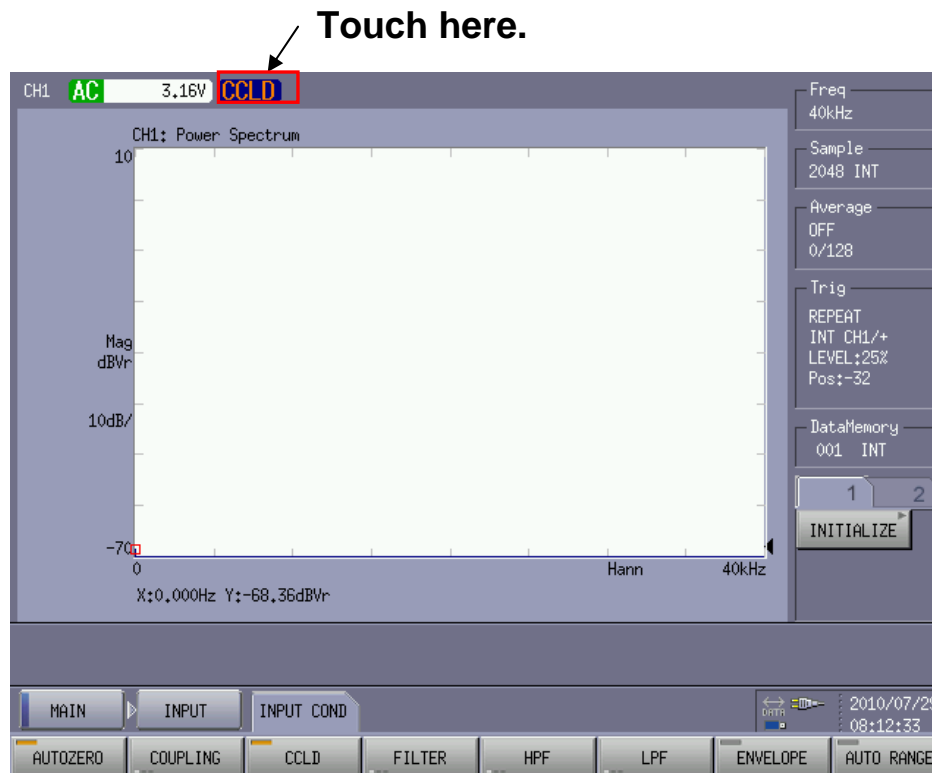 Touch here.
CH1 AC 3.16V CCLD
CH1: Power Spectrum
10
Mag
dBVr
10dB/
-70
0 Hann 40kHz
X:0.000Hz Y:-68.36dBVr
Freq
40kHz
Sample
2048 INT
Average
OFF
0/128
Trig
REPEAT
INT CH1/+
LEVEL:25%
Pos:-32
DataMemory
001 INT
1 2
INITIALIZE
MAIN INPUT INPUT COND
DATA
2010/07/29
08:12:33
AUTOZERO COUPLING CCLD FILTER HPF LPF ENVELOPE AUTO RANGE